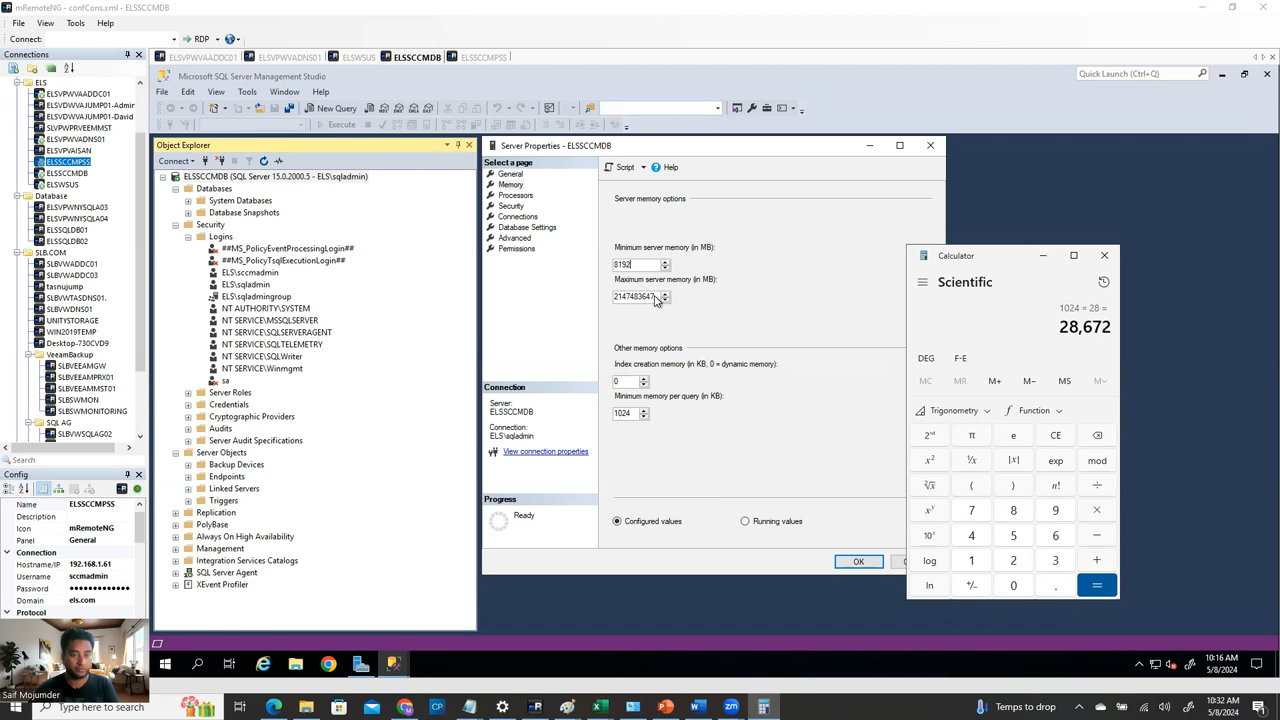 mRemoteNG - confCons.xml - ELSSCCMDB
File View Tools Help
Connect: RDP
Connections
ELS
ELSVPWVAADDC01
ELSVDWVAJUMP01-Admin
ELSVDWVAJUMP01-David
SLVPWPRVEEMMST
ELSVPWVADNS01
ELSVPVAISAN
ELSSCCMPSS
ELSSCCMDB
ELSWSUS
Database
ELSVPWVNYSQLA03
ELSVPWVNYSQLA04
ELSSQLDB01
ELSSQLDB02
SLB.COM
SLBVWADDC01
SLBVWADDC03
tasnujump
SLBVWTASDNS01.
SLBVWDNS01
UNITYSTORAGE
WIN2019TEMP
Desktop-730CVD9
VeeamBackup
SLBVEEAMGW
SLBVEEAMPRX01
SLBVEEAMMST01
SLBSWMON
SLBVWSWMONITORING
SQL AG
SLBVWSQLAG02
Search
Config
Name ELSSCCMPSS
Description
Icon mRemoteNG
Panel General
Connection
Hostname/IP 192.168.1.61
Username sccmadmin
Password ••••••••••••••
Domain els.com
Protocol
Saif Mojumder
ELSVPWVAADDC01 ELSVPWVADNS01 ELSWSUS ELSSCCMDB ELSSCCMPSS
Microsoft SQL Server Management Studio
Quick Launch (Ctrl+Q)
File Edit View Tools Window Help
New Query
Execute
Object Explorer
Connect
ELSSCCMDB (SQL Server 15.0.2000.5 - ELS\sqladmin)
Databases
System Databases
Database Snapshots
Security
Logins
##MS_PolicyEventProcessingLogin##
##MS_PolicyTsqlExecutionLogin##
ELS\sccmadmin
ELS\sqladmin
ELS\sqladmingroup
NT AUTHORITY\SYSTEM
NT SERVICE\MSSQLSERVER
NT SERVICE\SQLSERVERAGENT
NT SERVICE\SQLTELEMETRY
NT SERVICE\SQLWriter
NT SERVICE\Winmgmt
sa
Server Roles
Credentials
Cryptographic Providers
Audits
Server Audit Specifications
Server Objects
Backup Devices
Endpoints
Linked Servers
Triggers
Replication
PolyBase
Always On High Availability
Management
Integration Services Catalogs
SQL Server Agent
XEvent Profiler
Server Properties - ELSSCCMDB
Select a page
General
Memory
Processors
Security
Connections
Database Settings
Advanced
Permissions
Connection
Server:
ELSSCCMDB
Connection:
ELS\sqladmin
View connection properties
Progress
Ready
Script Help
Server memory options
Minimum server memory (in MB):
8192
Maximum server memory (in MB):
2147483647
Other memory options
Index creation memory (in KB, 0 = dynamic memory):
0
Minimum memory per query (in KB):
1024
Configured values Running values
OK
Calculator
Scientific
1024 × 28 =
28,672
DEG F-E
MC MR M+ M− MS M˅
Trigonometry Function
2ⁿᵈ π e CE
x² ¹/x |x| exp mod
²√x ( ) n! ÷
xʸ 7 8 9 ×
10ˣ 4 5 6 −
log 1 2 3 +
ln +/− 0 . =
10:16 AM
5/8/2024
Type here to search
Temps to drop
10:32 AM
5/8/2024